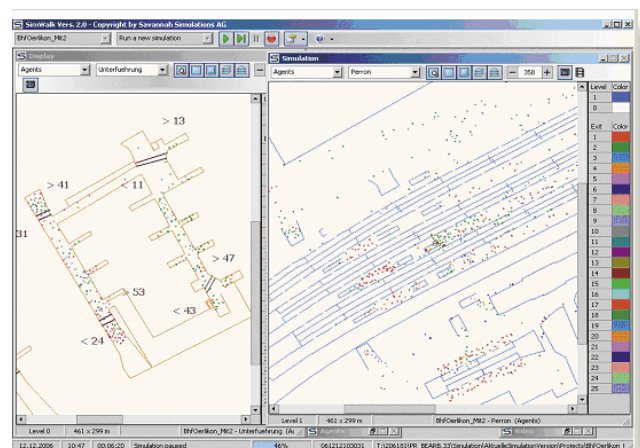 SimWalk Vers. 2.0 - Copyright by Savannah Simulations AG
BhfOerlikon_Mit2
Run a new simulation
Display
Agents
Unterfuehrung
> 13
> 41
< 11
31
> 47
> 53
< 43
< 24
Level 0
461 x 299 m
BhfOerlikon_Mit2 - Unterfuehrung (A
Simulation
Agents
Perron
350
Level Color
1
0
Exit Color
1
2
3
4
5
6
7
8
9
10
11
12
13
14
15
16
17
18
19
20
21
22
23
24
25
Level 1
461 x 299 m
BhfOerlikon_Mit2 - Perron (Agents)
Agents
Video
12.12.2006
10:47
00:06:20
Simulation paused
46%
061212103031